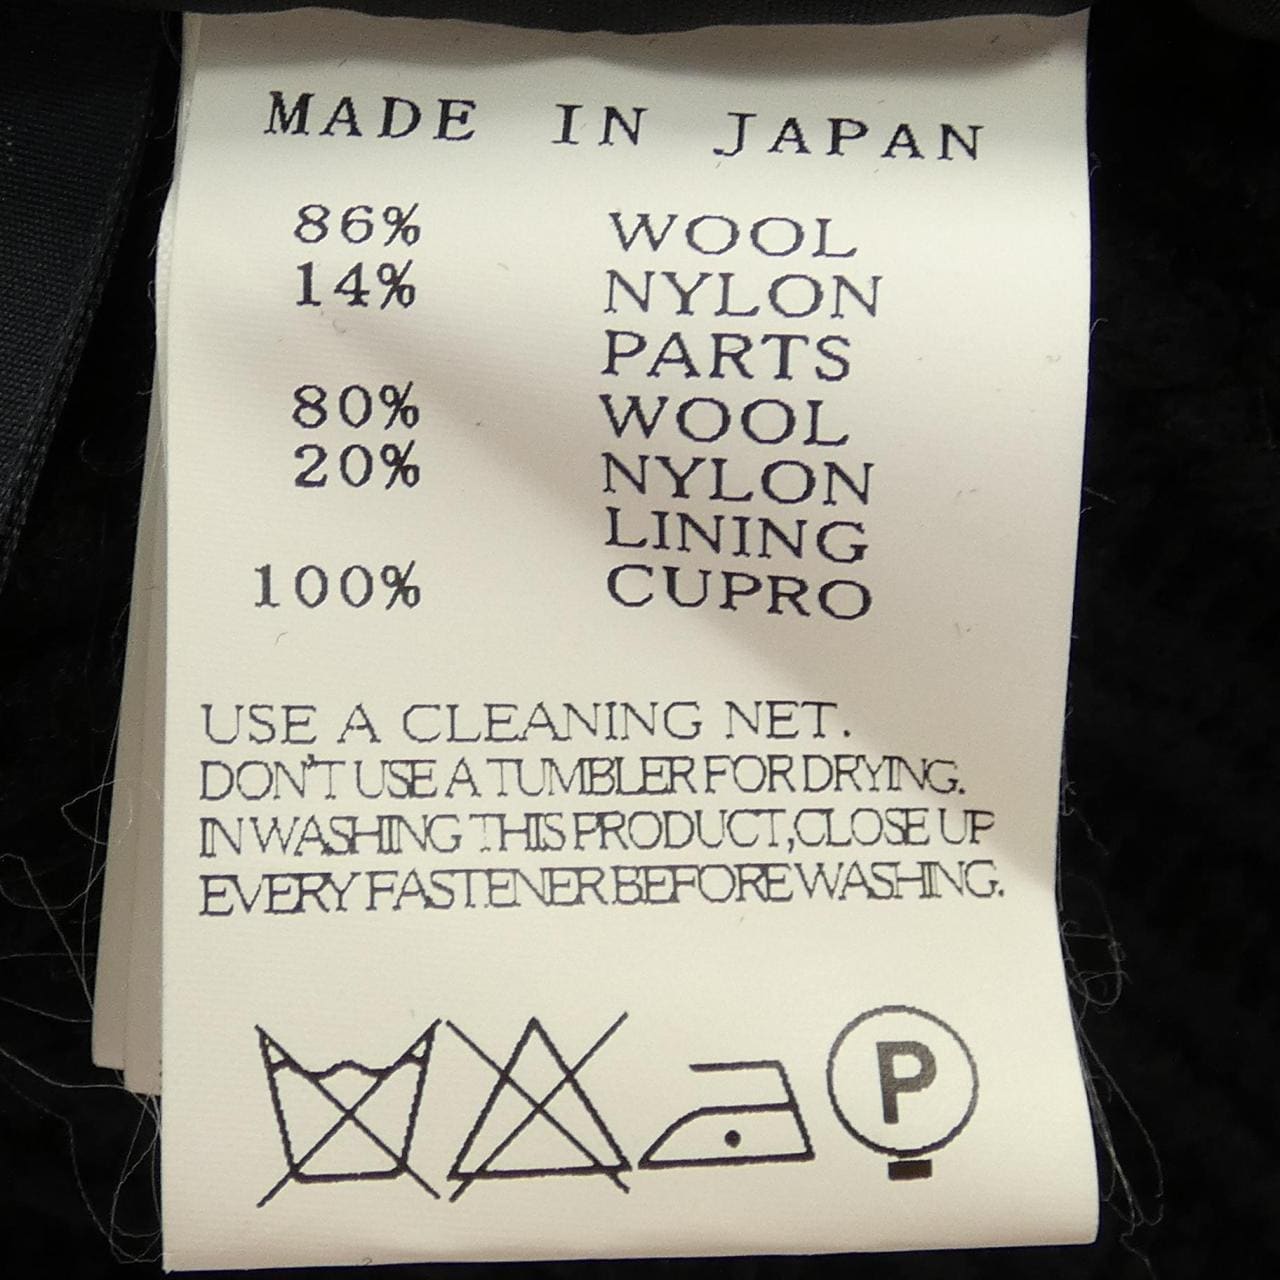 MADE IN JAPAN
86% WOOL
14% NYLON
PARTS
80% WOOL
20% NYLON
LINING
100% CUPRO
USE A CLEANING NET.
DON'T USE A TUMBLER FOR DRYING.
IN WASHING THIS PRODUCT,CLOSE UP
EVERY FASTENER BEFORE WASHING.
P